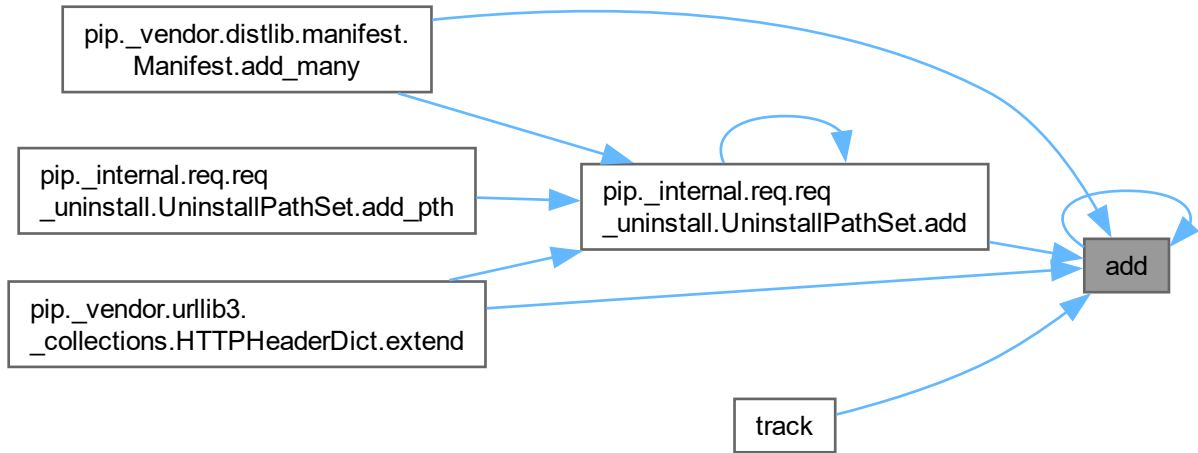 pip._vendor.distlib.manifest.
Manifest.add_many
pip._internal.req.req
_uninstall.UninstallPathSet.add_pth
pip._internal.req.req
_uninstall.UninstallPathSet.add
add
pip._vendor.urllib3.
_collections.HTTPHeaderDict.extend
track